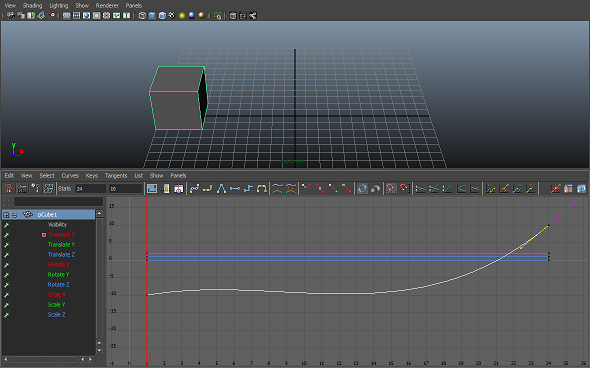 View Shading Lighting Show Renderer Panels
y
x
Edit View Select Curves Keys Tangents List Show Panels
Stats 24 10
pCube1
Visibility
Translate X
Translate Y
Translate Z
Rotate X
Rotate Y
Rotate Z
Scale X
Scale Y
Scale Z
15
10
5
0
-5
-10
-15
-20
-25
-1 0 1 2 3 4 5 6 7 8 9 10 11 12 13 14 15 16 17 18 19 20 21 22 23 24 25 26